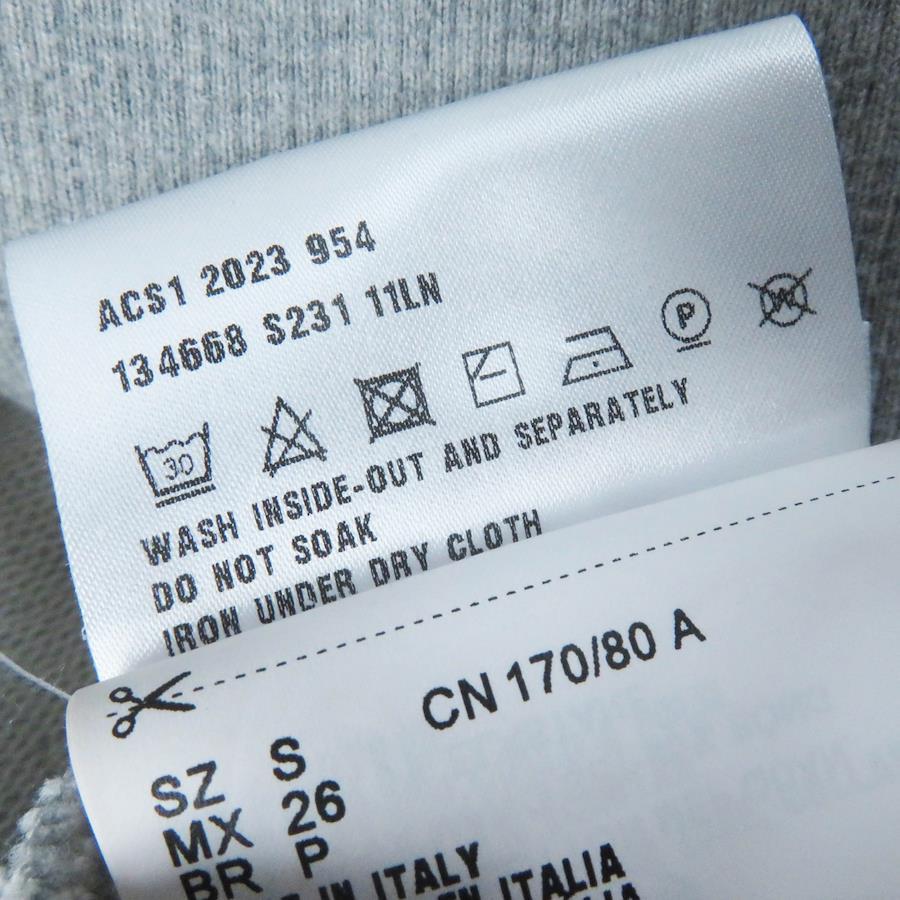 ACS1 2023 954
134668 S231 11LN
30
P
W
WASH INSIDE-OUT AND SEPARATELY
DO NOT SOAK
IRON UNDER DRY CLOTH
CN 170/80 A
SZ S
MX 26
BR P
IN ITALY
EN ITALIA